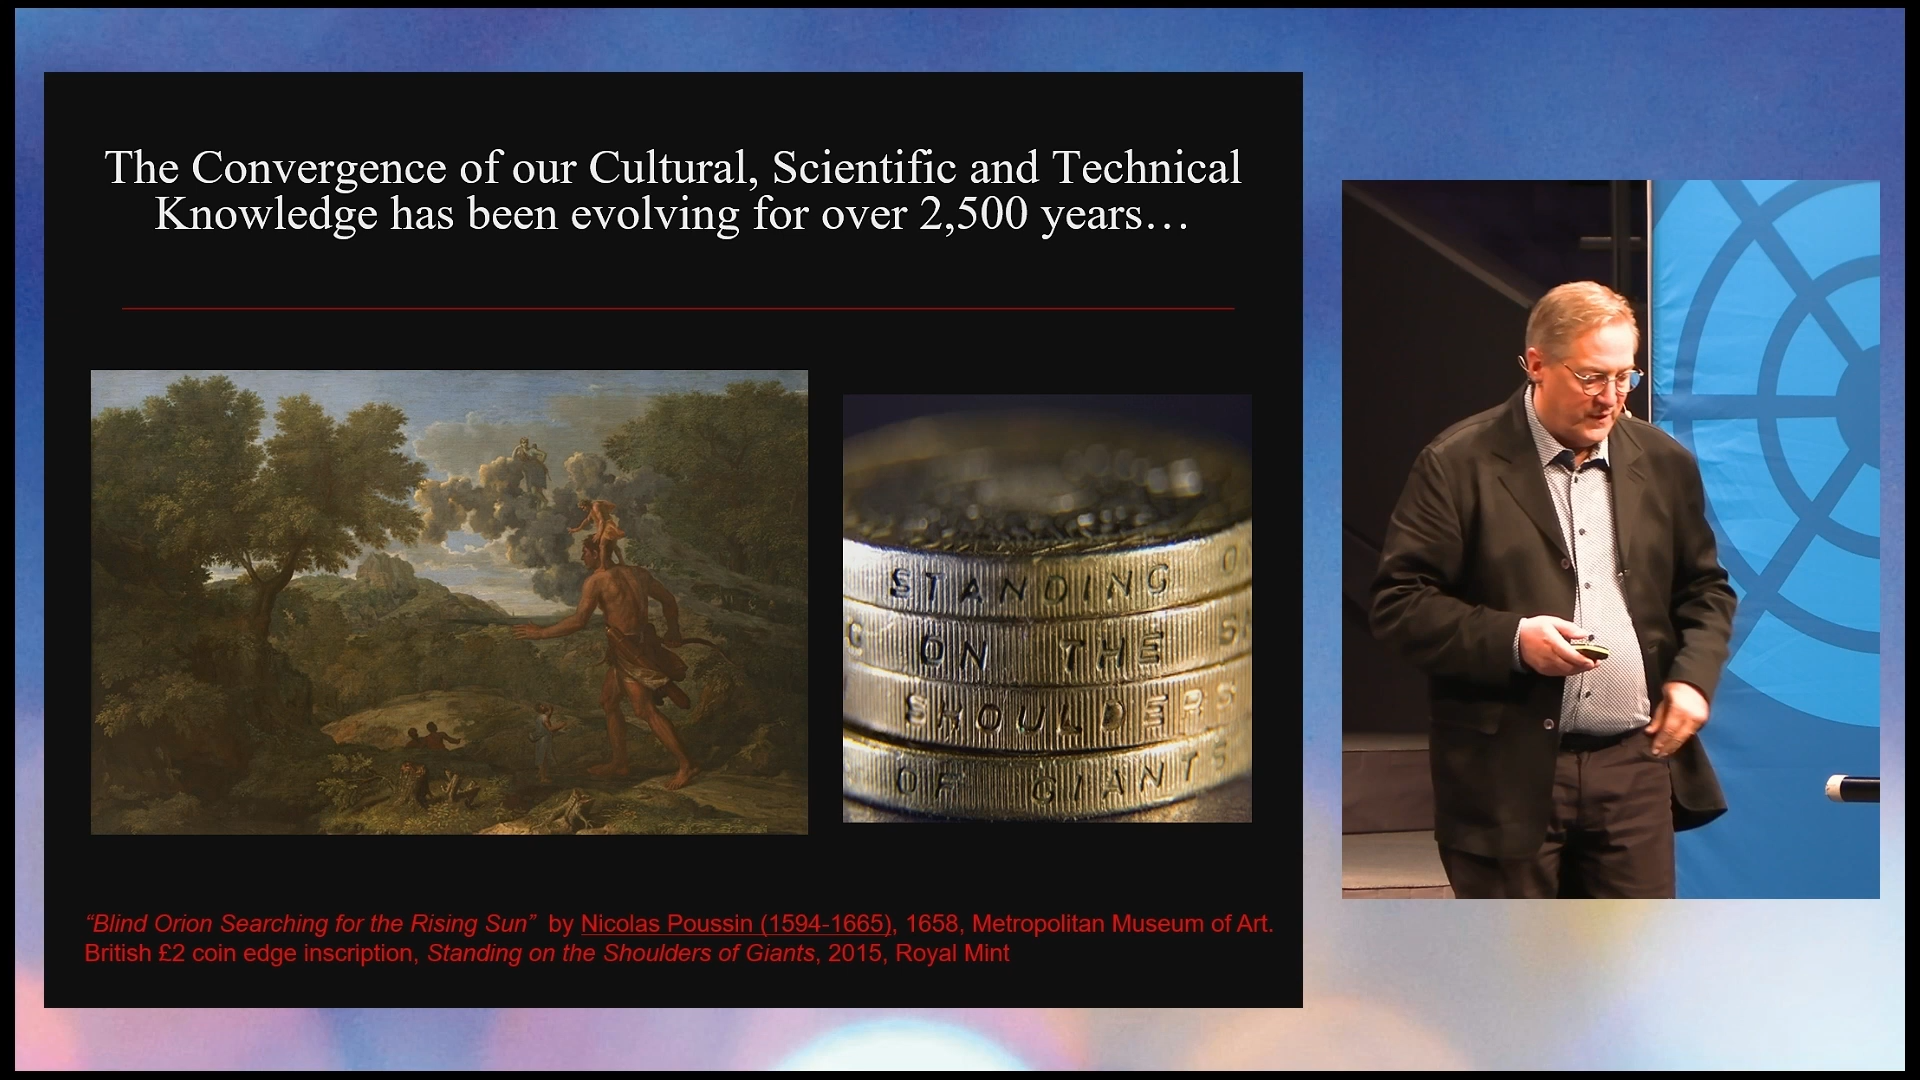 The Convergence of our Cultural, Scientific and Technical
Knowledge has been evolving for over 2,500 years…
STANDING
ON THE
SHOULDERS
OF GIANTS
“Blind Orion Searching for the Rising Sun” by Nicolas Poussin (1594-1665), 1658, Metropolitan Museum of Art.
British £2 coin edge inscription, Standing on the Shoulders of Giants, 2015, Royal Mint